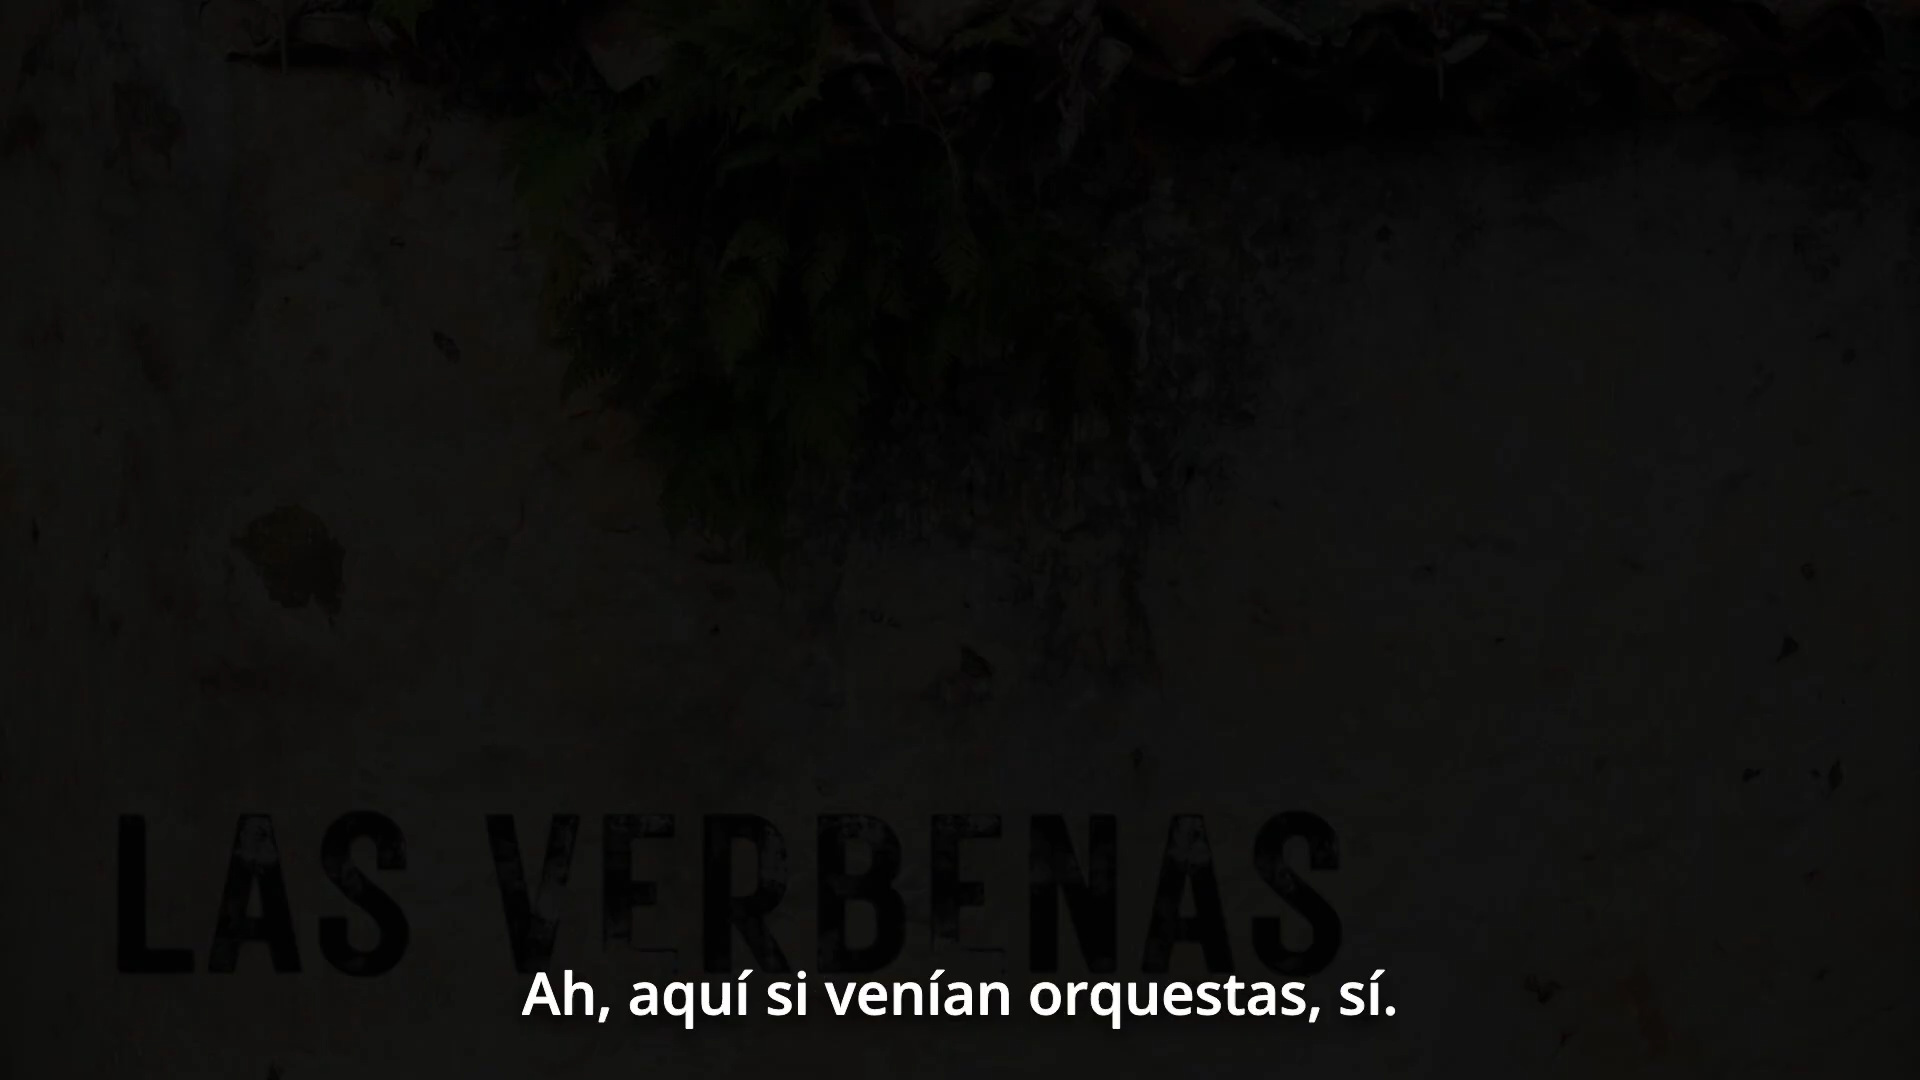 LAS VERBENAS
Ah, aquí si venían orquestas, sí.